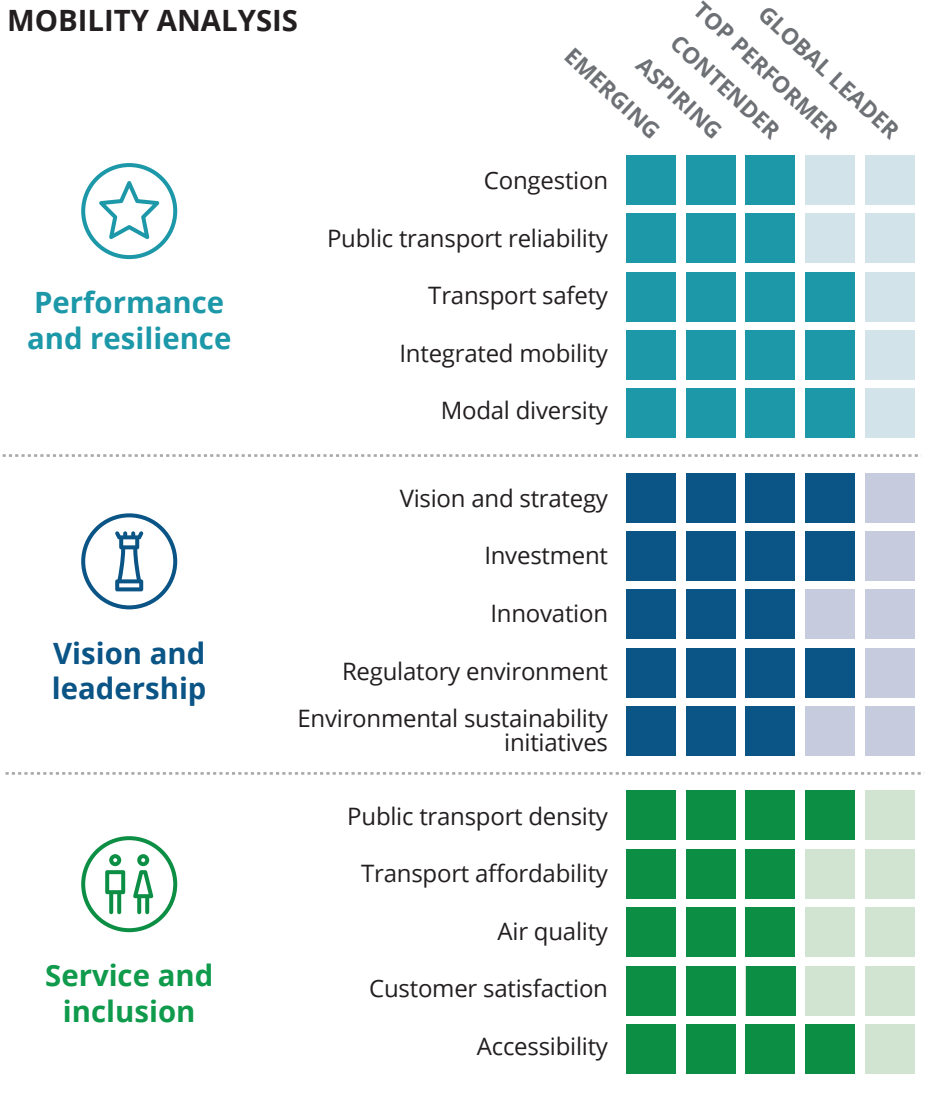 MOBILITY ANALYSIS
EMERGING
ASPIRING
CONTENDER
TOP PERFORMER
GLOBAL LEADER
Performance
and resilience
Congestion
Public transport reliability
Transport safety
Integrated mobility
Modal diversity
Vision and
leadership
Vision and strategy
Investment
Innovation
Regulatory environment
Environmental sustainability
initiatives
Service and
inclusion
Public transport density
Transport affordability
Air quality
Customer satisfaction
Accessibility